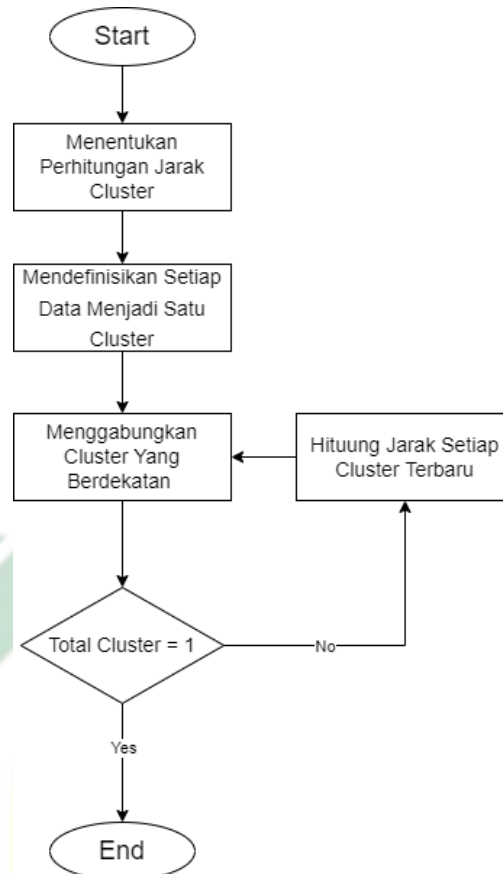 Start
Menentukan
Perhitungan Jarak
Cluster
Mendefinisikan Setiap
Data Menjadi Satu
Cluster
Menggabungkan
Cluster Yang
Berdekatan
Hituung Jarak Setiap
Cluster Terbaru
Total Cluster = 1
No
Yes
End